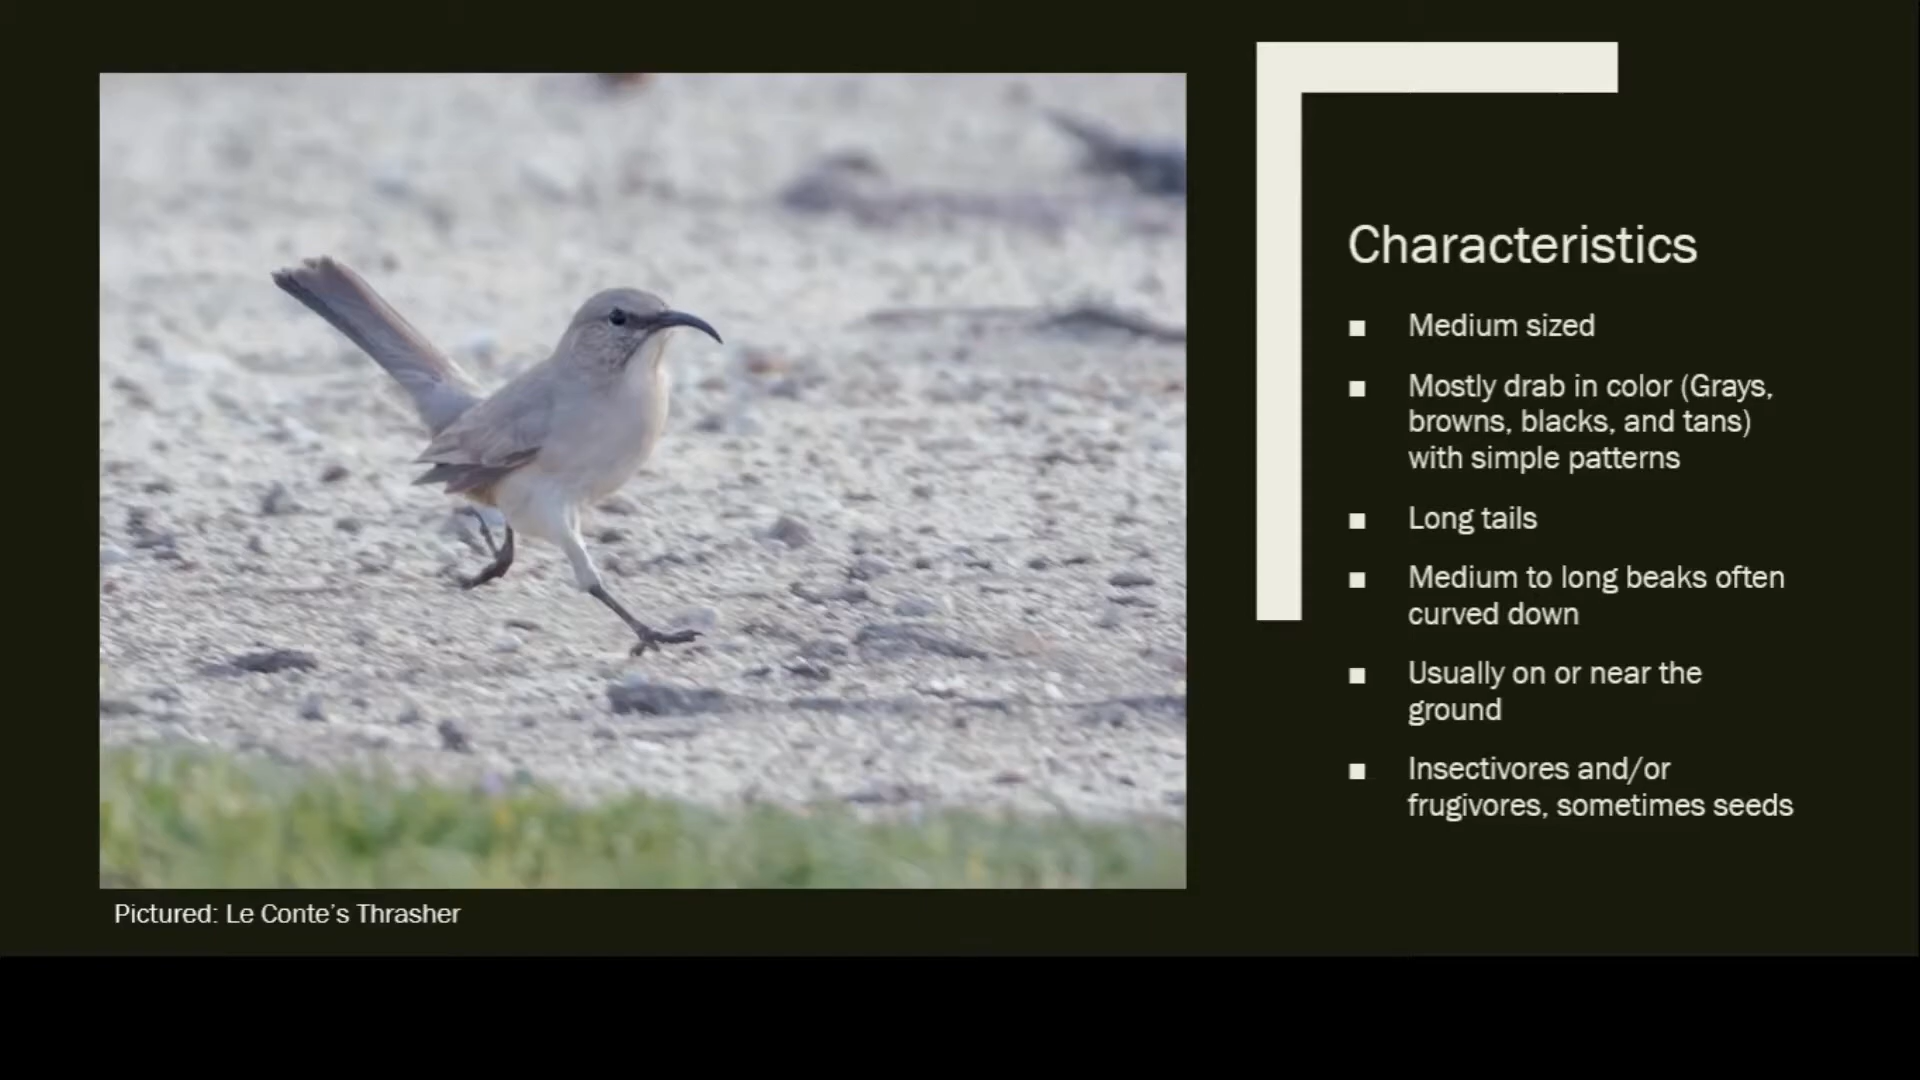 Characteristics
■ Medium sized
■ Mostly drab in color (Grays,
browns, blacks, and tans)
with simple patterns
■ Long tails
■ Medium to long beaks often
curved down
■ Usually on or near the
ground
■ Insectivores and/or
frugivores, sometimes seeds
Pictured: Le Conte's Thrasher